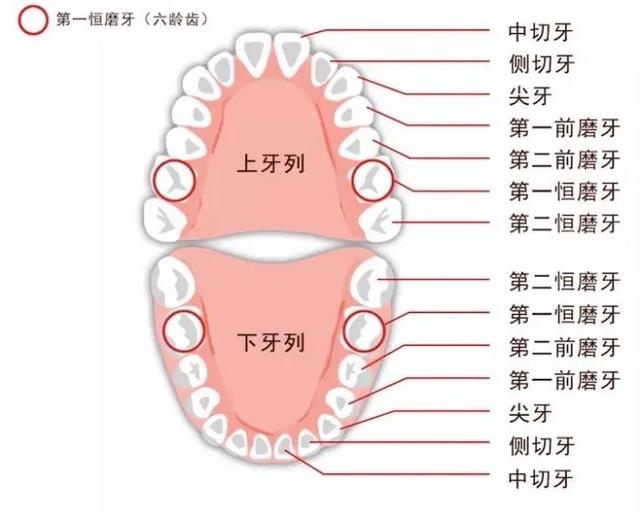 第一恒磨牙（六龄齿）
中切牙
侧切牙
尖牙
第一前磨牙
第二前磨牙
上牙列
第一恒磨牙
第二恒磨牙
第二恒磨牙
第一恒磨牙
下牙列
第二前磨牙
第一前磨牙
尖牙
侧切牙
中切牙